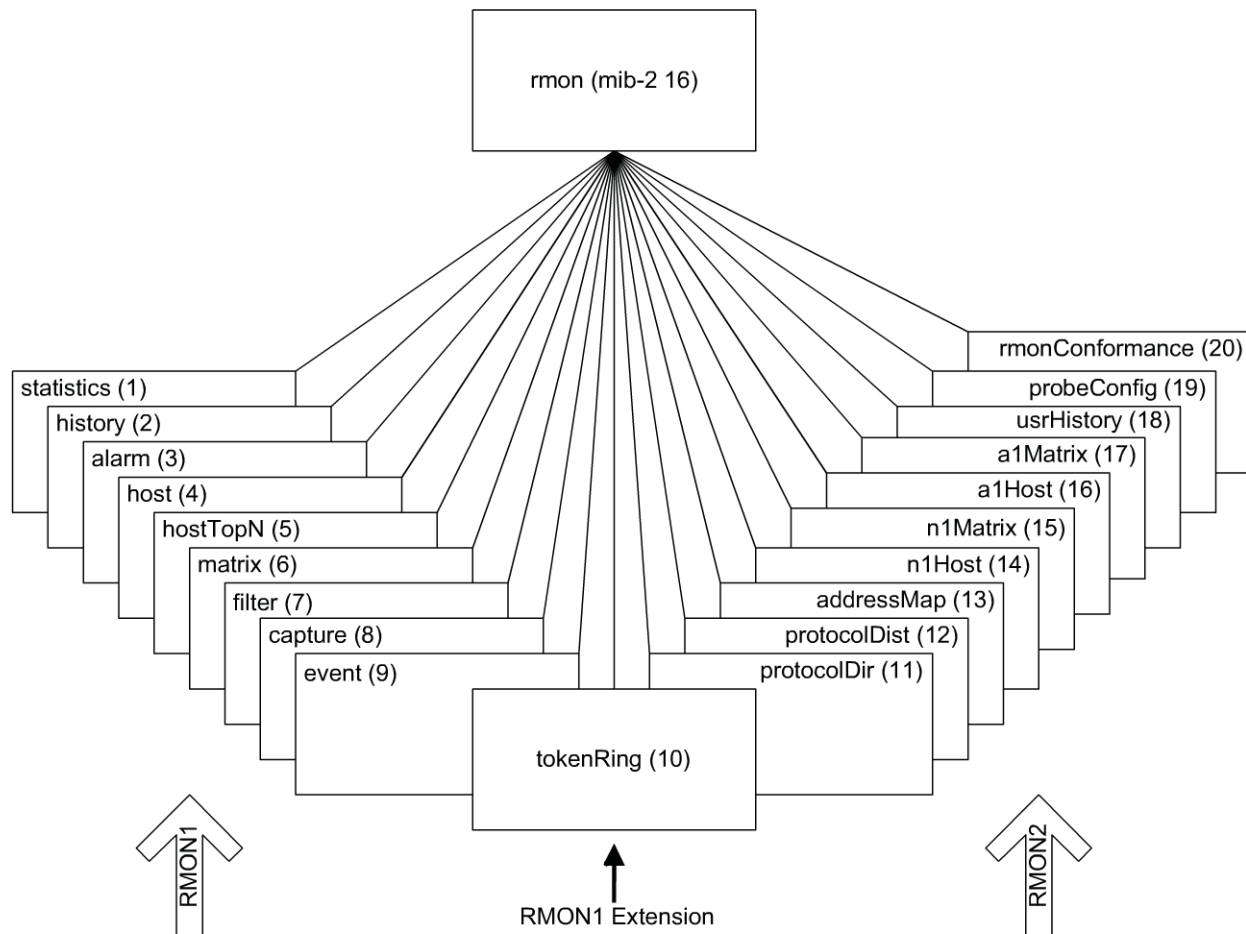 rmon (mib-2 16)
rmonConformance (20)
statistics (1)
probeConfig (19)
history (2)
usrHistory (18)
alarm (3)
a1Matrix (17)
host (4)
a1Host (16)
hostTopN (5)
n1Matrix (15)
matrix (6)
n1Host (14)
filter (7)
addressMap (13)
capture (8)
protocolDist (12)
event (9)
protocolDir (11)
tokenRing (10)
RMON1
RMON2
RMON1 Extension